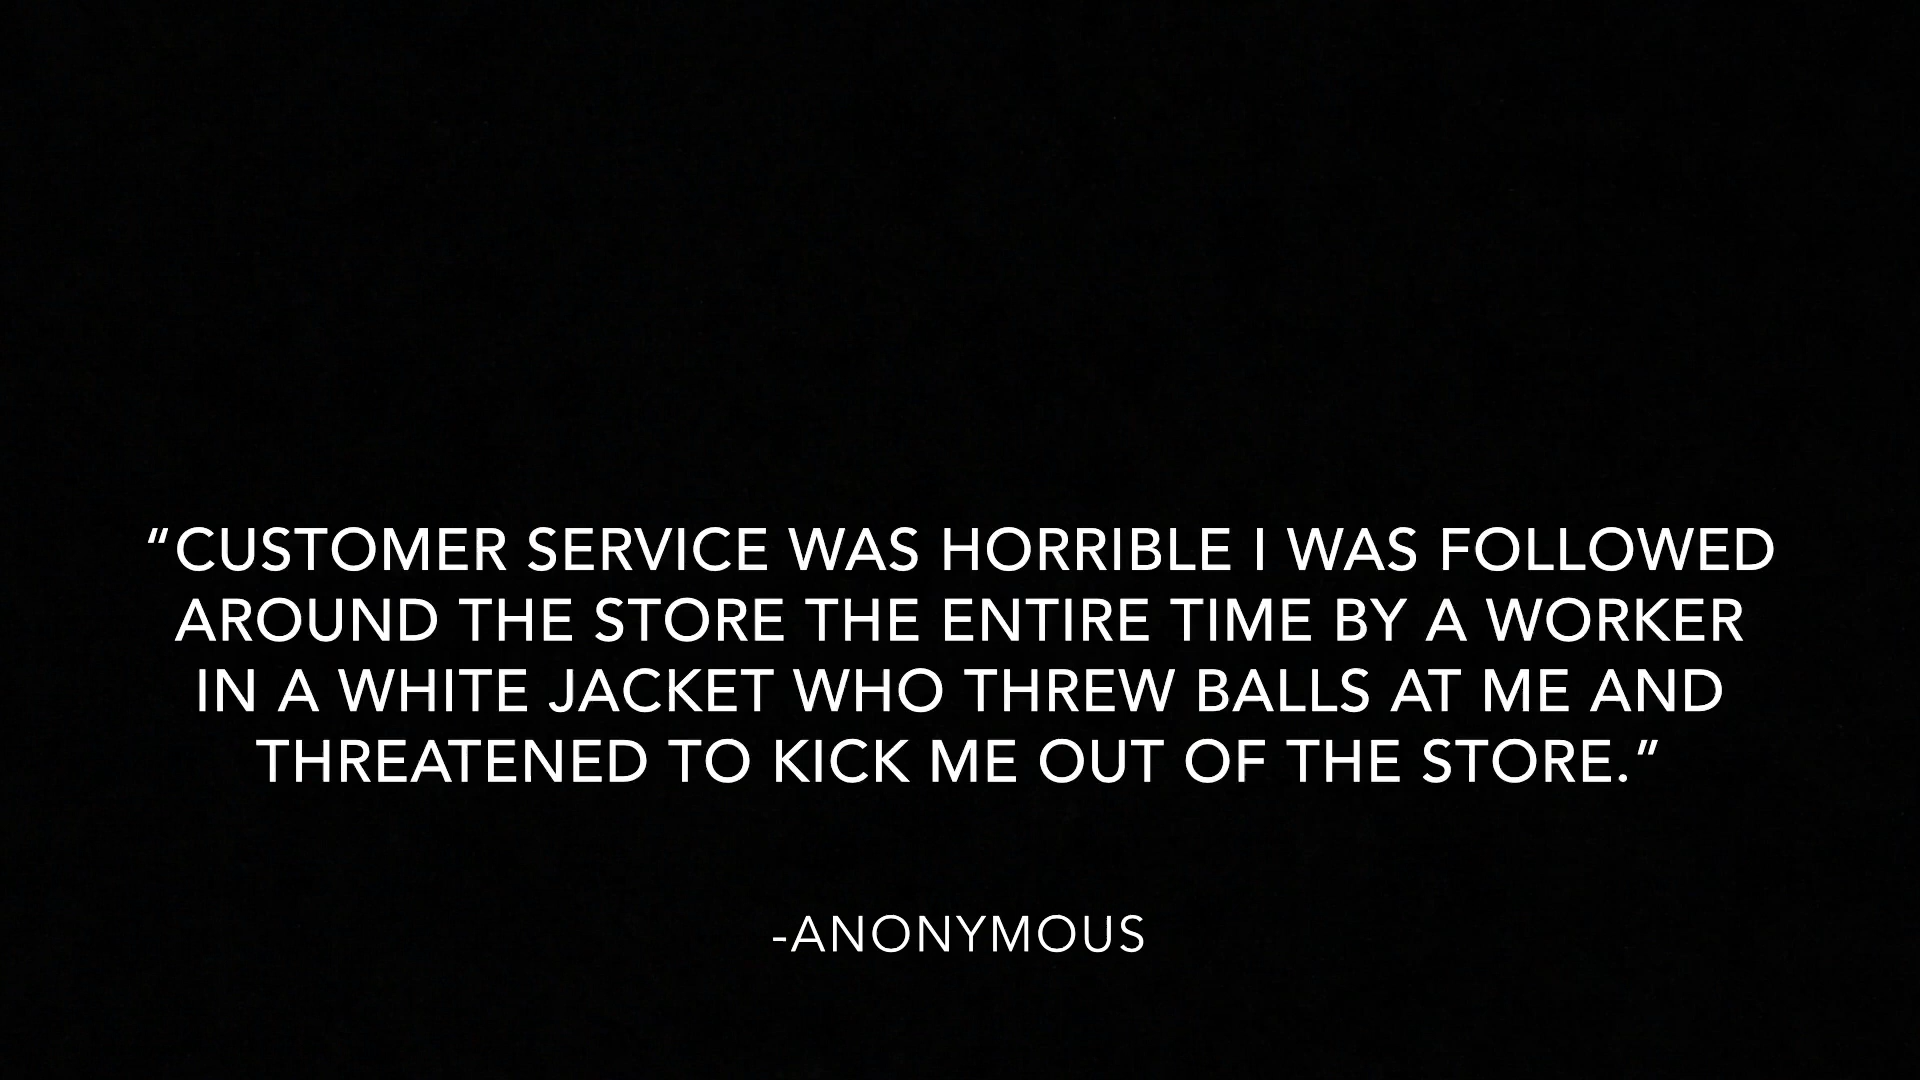 “CUSTOMER SERVICE WAS HORRIBLE I WAS FOLLOWED
AROUND THE STORE THE ENTIRE TIME BY A WORKER
IN A WHITE JACKET WHO THREW BALLS AT ME AND
THREATENED TO KICK ME OUT OF THE STORE.”
-ANONYMOUS